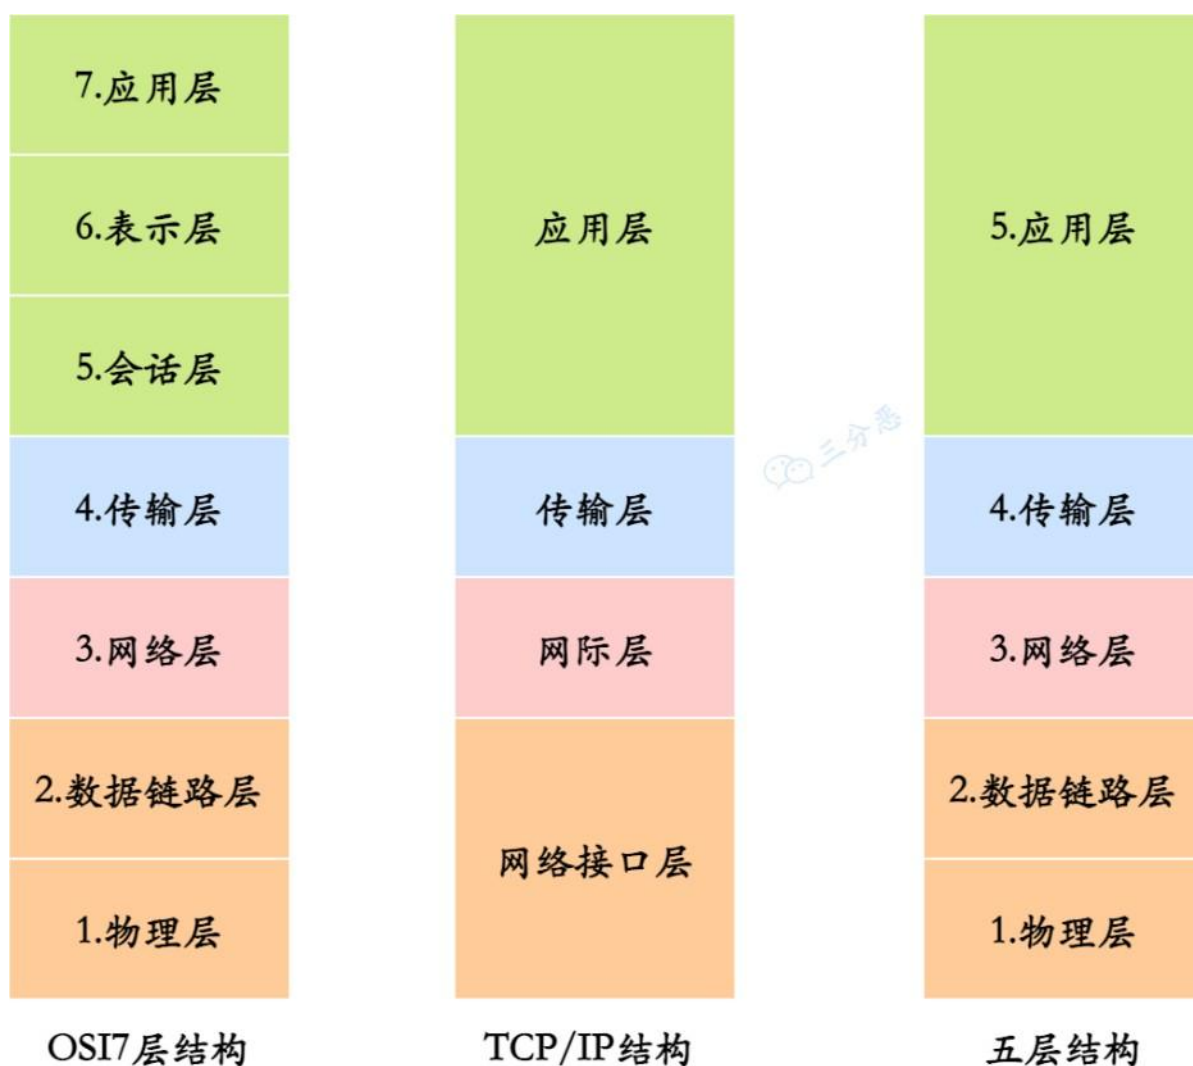 7.应用层
6.表示层
5.会话层
4.传输层
3.网络层
2.数据链路层
1.物理层
OSI7层结构
应用层
传输层
网际层
网络接口层
TCP/IP结构
三分恶
5.应用层
4.传输层
3.网络层
2.数据链路层
1.物理层
五层结构